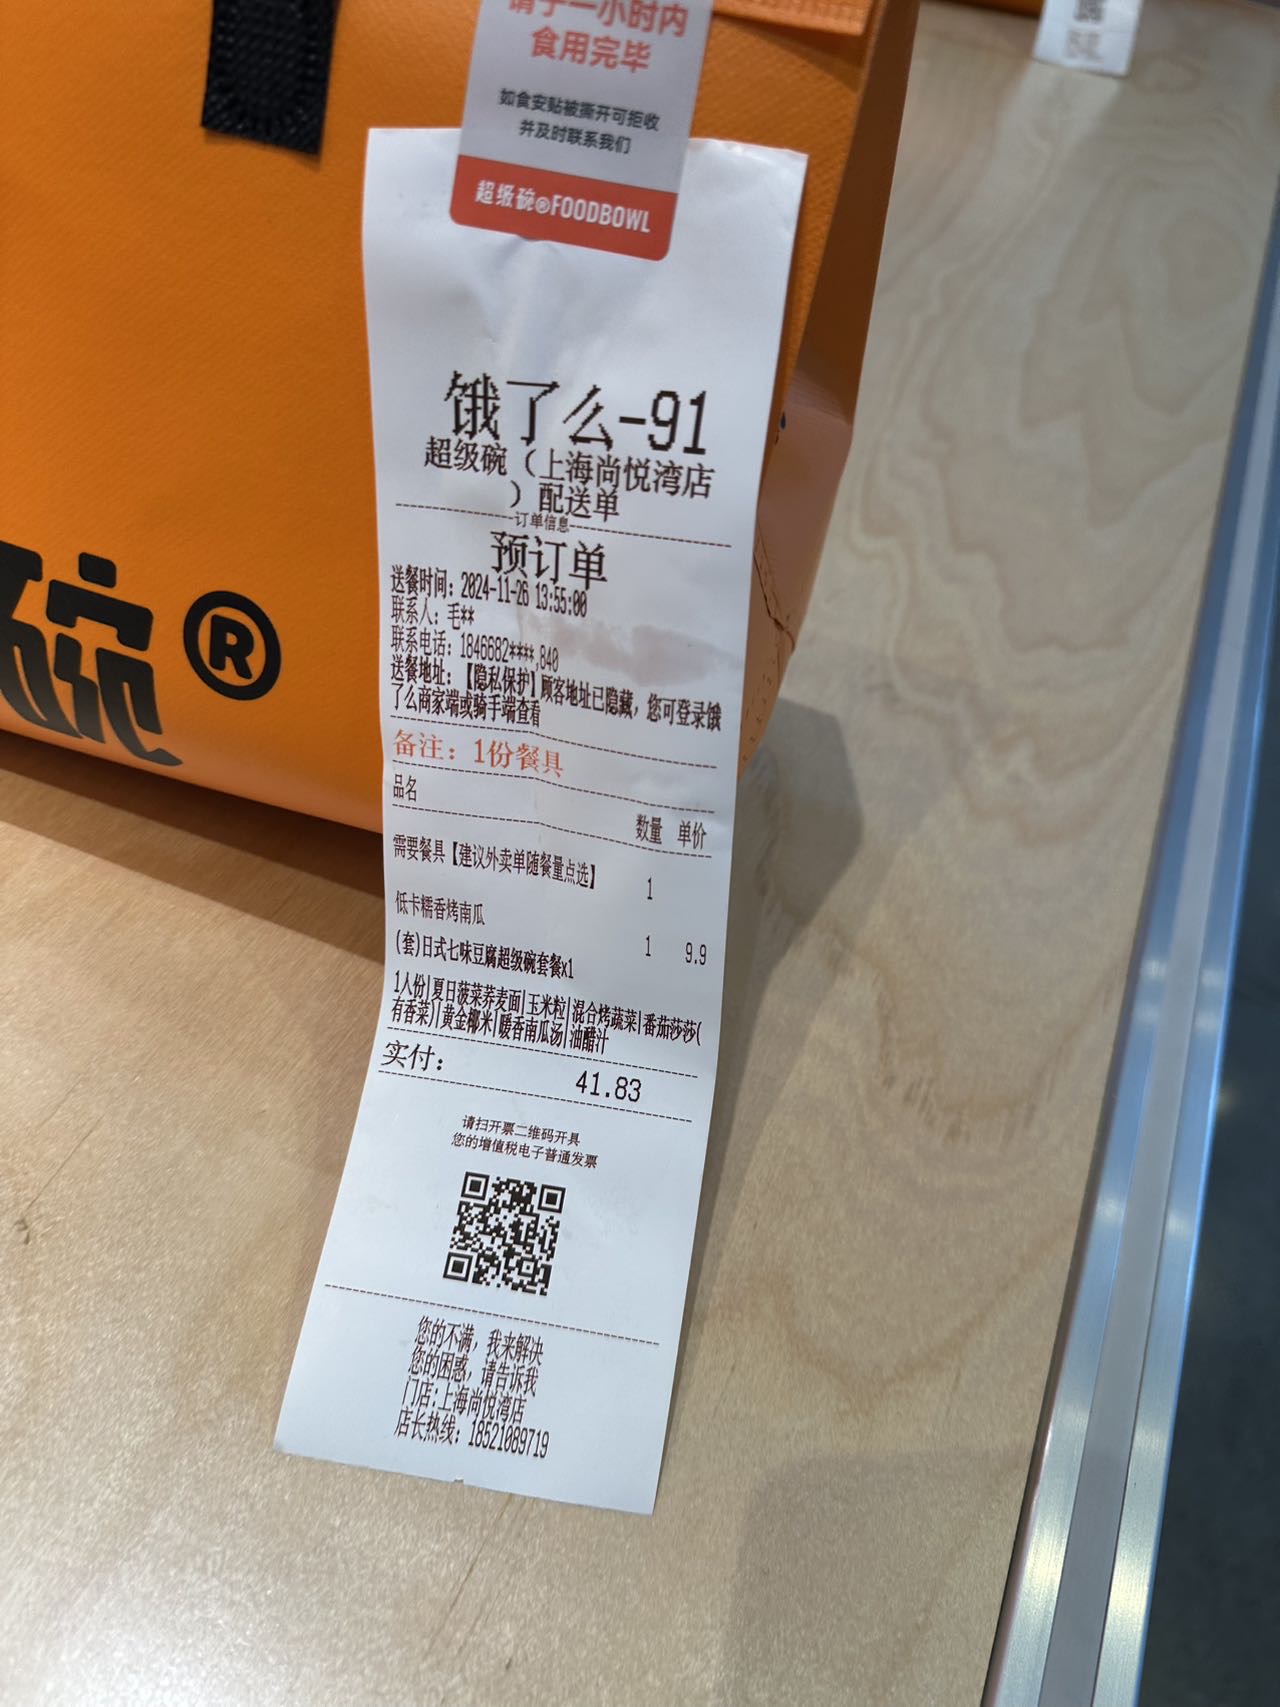 请于一小时内
食用完毕
如食安贴被撕开可拒收
并及时联系我们
超级碗®FOODBOWL
饿了么-91
超级碗（上海尚悦湾店
）配送单
订单信息
预订单
送餐时间：2024-11-26 13:55:00
联系人：毛**
联系电话：1846682****,840
送餐地址：【隐私保护】顾客地址已隐藏，您可登录饿
了么商家端或骑手端查看
备注：1份餐具
品名 数量 单价
需要餐具【建议外卖单随餐量点选】 1
低卡糯香烤南瓜 1 9.9
(套)日式七味豆腐超级碗套餐x1
1人份|夏日菠菜荞麦面|玉米粒|混合烤蔬菜|番茄莎莎(
有香菜)|黄金椰米|暖香南瓜汤|油醋汁
实付： 41.83
请扫开票二维码开具
您的增值税电子普通发票
您的不满，我来解决
您的困惑，请告诉我
门店:上海尚悦湾店
店长热线：18521089719
碗®